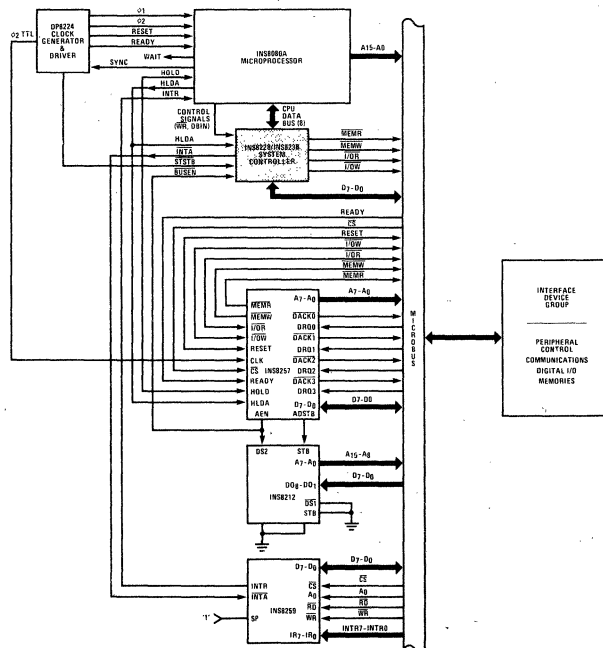 ϕ2 TTL
DP8224
CLOCK
GENERATOR
&
DRIVER
ϕ1
ϕ2
RESET
READY
WAIT
SYNC
HOLD
HLDA
INTR
INS8080A
MICROPROCESSOR
A15-A0
CONTROL
SIGNALS
(WR, DBIN)
CPU
DATA
BUS (8)
HLDA
INTA
STSTB
BUSEN
INS8228/INS8238
SYSTEM
CONTROLLER
MEMR
MEMW
I/OR
I/OW
D7-D0
READY
CS
RESET
I/OW
I/OR
MEMW
MEMR
MEMR
MEMW
I/OR
I/OW
RESET
CLK
CS INS8257
READY
HOLD
HLDA
AEN
ADSTB
A7-A0
DACK0
DRQ0
DACK1
DRQ1
DACK2
DRQ2
DACK3
DRQ3
D7-D0
A7-A0
D7-D0
MICROBUS
INTERFACE
DEVICE
GROUP
PERIPHERAL
CONTROL
COMMUNICATIONS
DIGITAL I/O
MEMORIES
DS2
STB
A7-A0
DO8-DO1
INS8212
DS1
STB
A15-A8
D7-D0
INTR
INTA
'1'
SP
INS8259
D7-D0
CS
A0
RD
WR
IR7-IR0
D7-D0
CS
A0
RD
WR
INTR7-INTR0